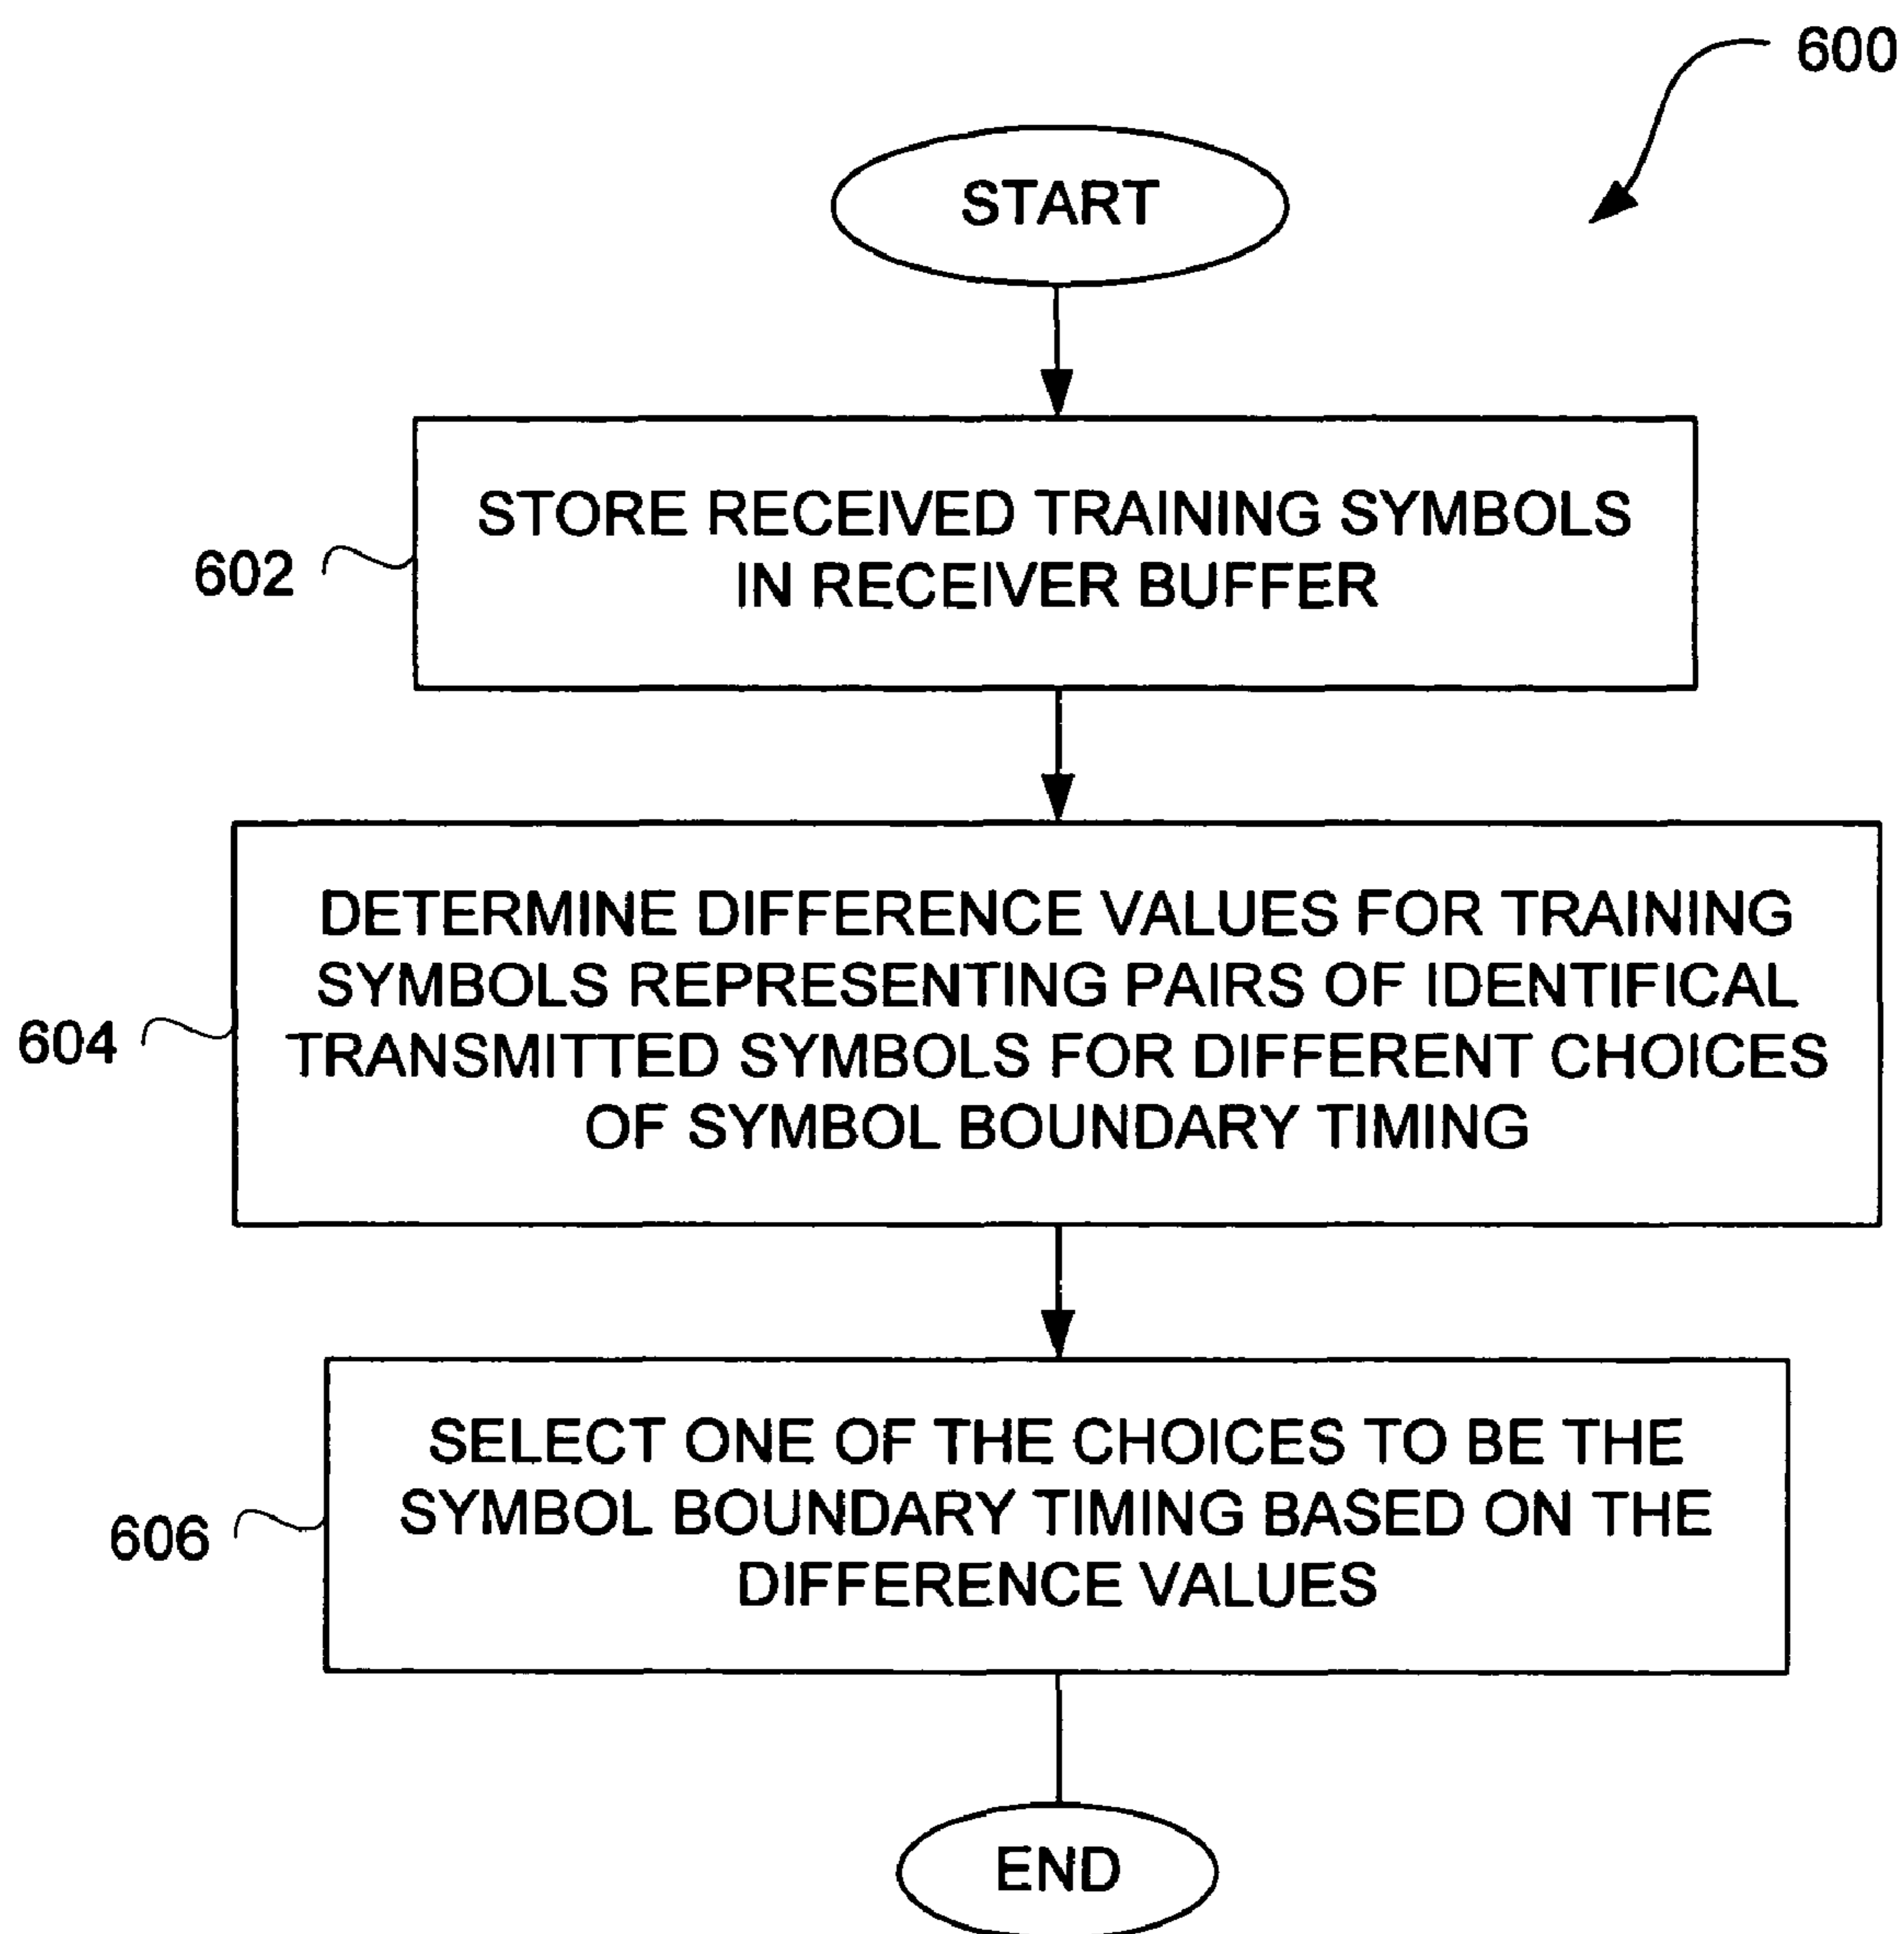 600
START
STORE RECEIVED TRAINING SYMBOLS
IN RECEIVER BUFFER
602
DETERMINE DIFFERENCE VALUES FOR TRAINING
SYMBOLS REPRESENTING PAIRS OF IDENTIFICAL
TRANSMITTED SYMBOLS FOR DIFFERENT CHOICES
OF SYMBOL BOUNDARY TIMING
604
SELECT ONE OF THE CHOICES TO BE THE
SYMBOL BOUNDARY TIMING BASED ON THE
DIFFERENCE VALUES
606
END